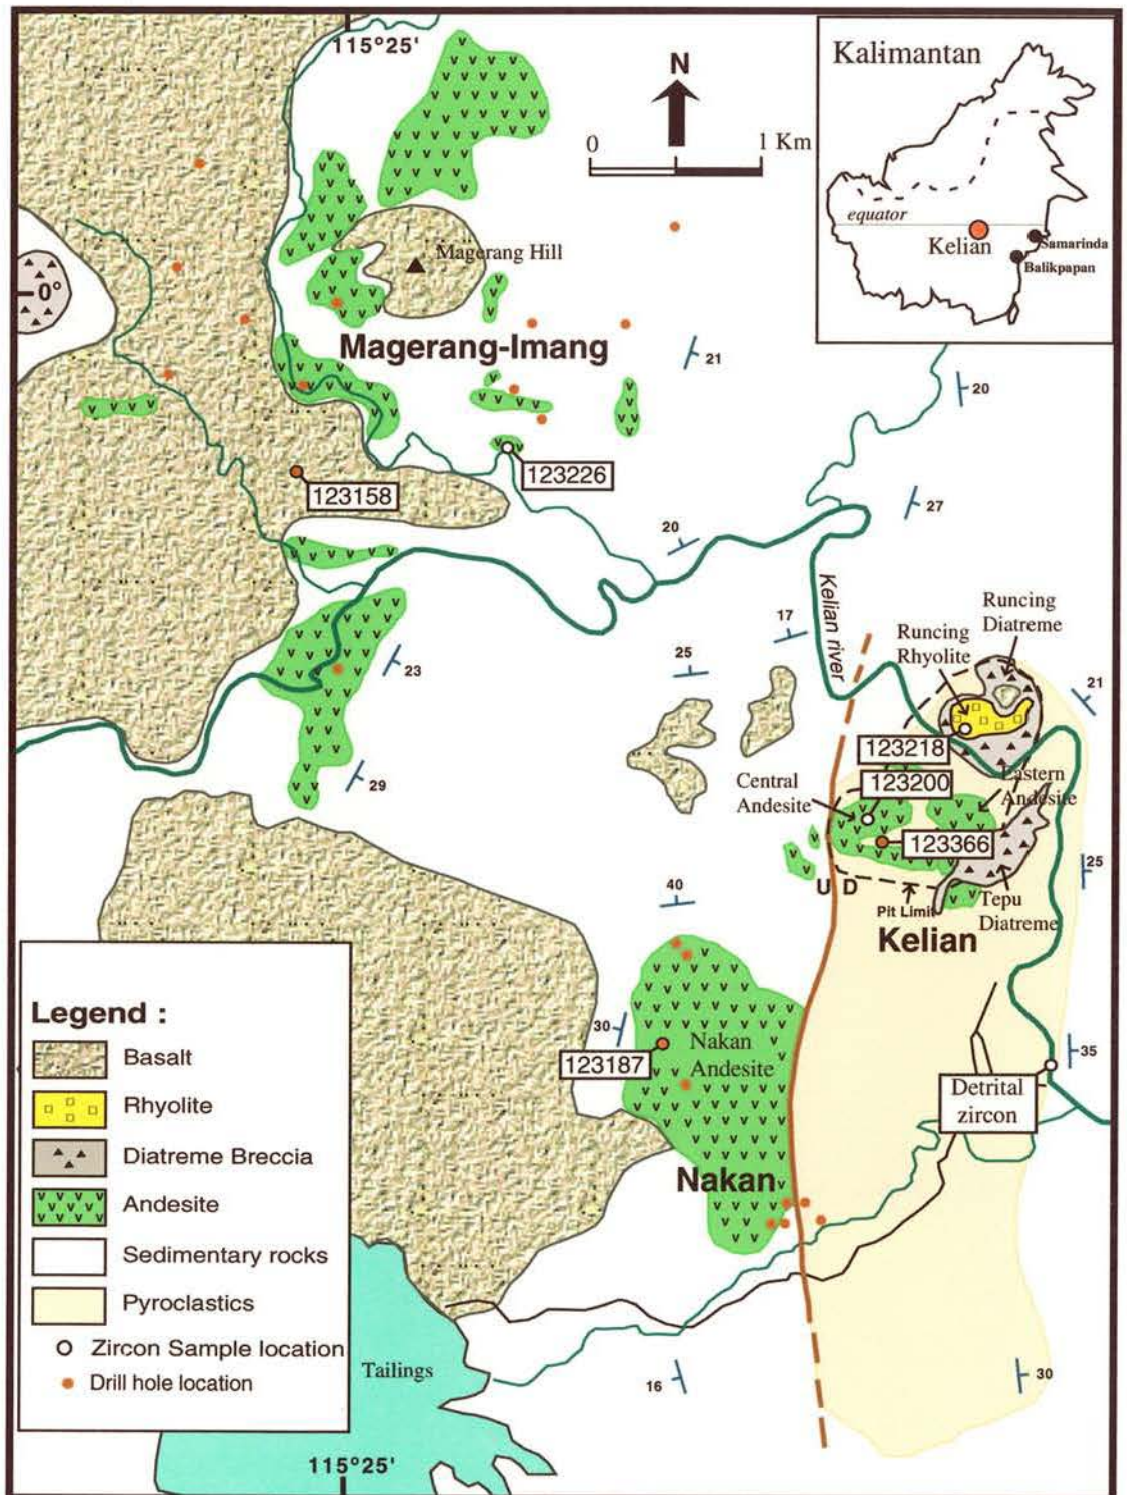 115°25'
N
0
1 Km
Kalimantan
equator
Kelian
Samarinda
Balikpapan
Magerang Hill
0°
Magerang-Imang
21
20
123226
123158
27
20
Kelian river
17
Runcing
Diatreme
Runcing
Rhyolite
25
23
21
123218
29
Central
Andesite
123200
Eastern
Andesite
123366
25
U D
40
Pit Limit
Tepu
Diatreme
Kelian
30
Nakan
Andesite
123187
35
Detrital
zircon
Nakan
Legend :
Basalt
Rhyolite
Diatreme Breccia
Andesite
Sedimentary rocks
Pyroclastics
Zircon Sample location
Drill hole location
Tailings
16
30
115°25'